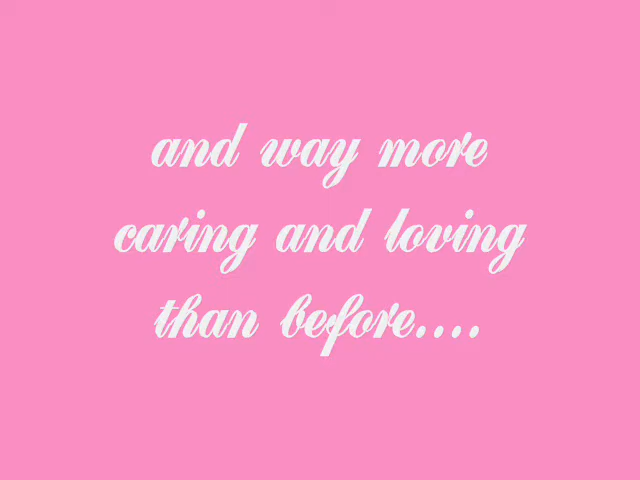 and way more
caring and loving
than before....